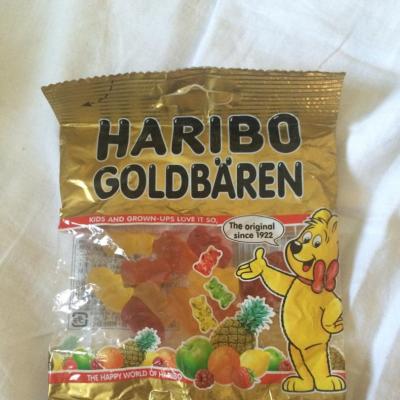 HARIBO
GOLDBÄREN
KIDS AND GROWN-UPS LOVE IT SO,
The original
since 1922
THE HAPPY WORLD OF HARIBO